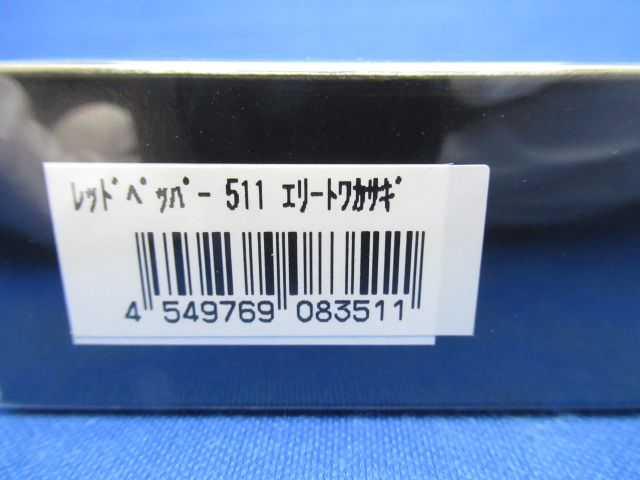 ﾚｯﾄﾞﾍﾟｯﾊﾟｰ 511 ｴﾘｰﾄﾜｶｻｷﾞ
4 549769 083511